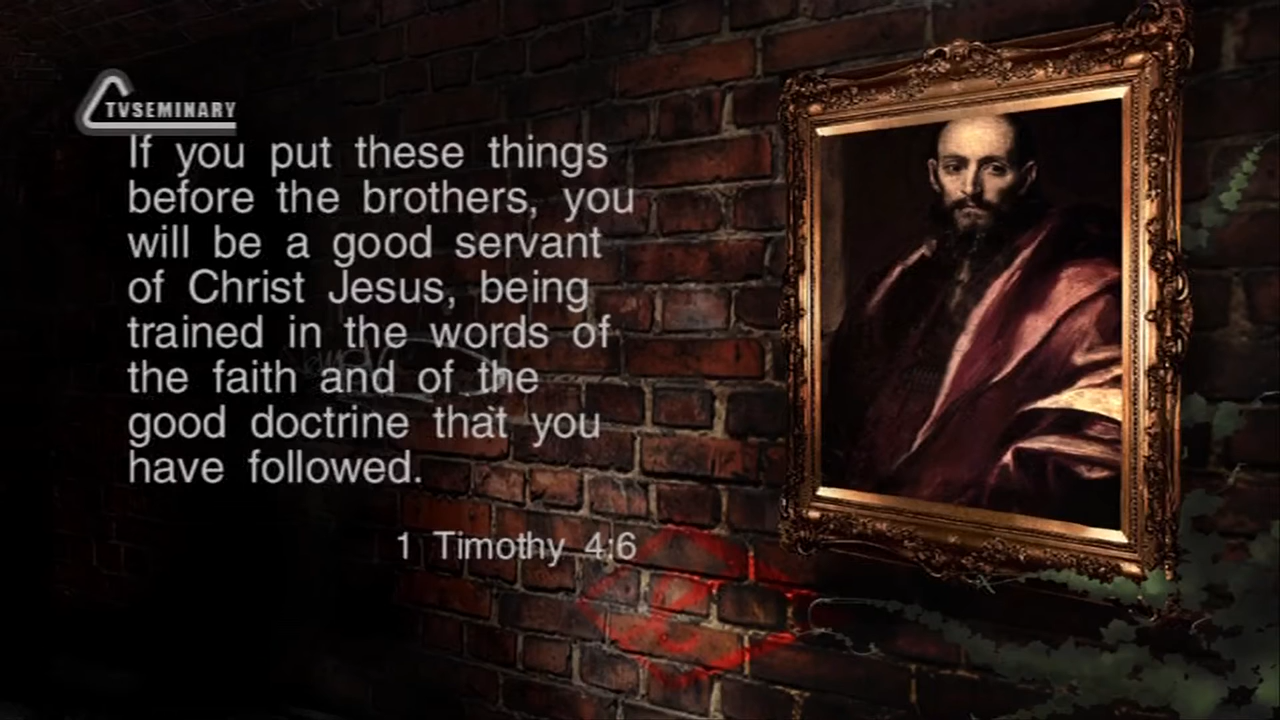 TVSEMINARY
If you put these things
before the brothers, you
will be a good servant
of Christ Jesus, being
trained in the words of
the faith and of the
good doctrine that you
have followed.
1 Timothy 4:6